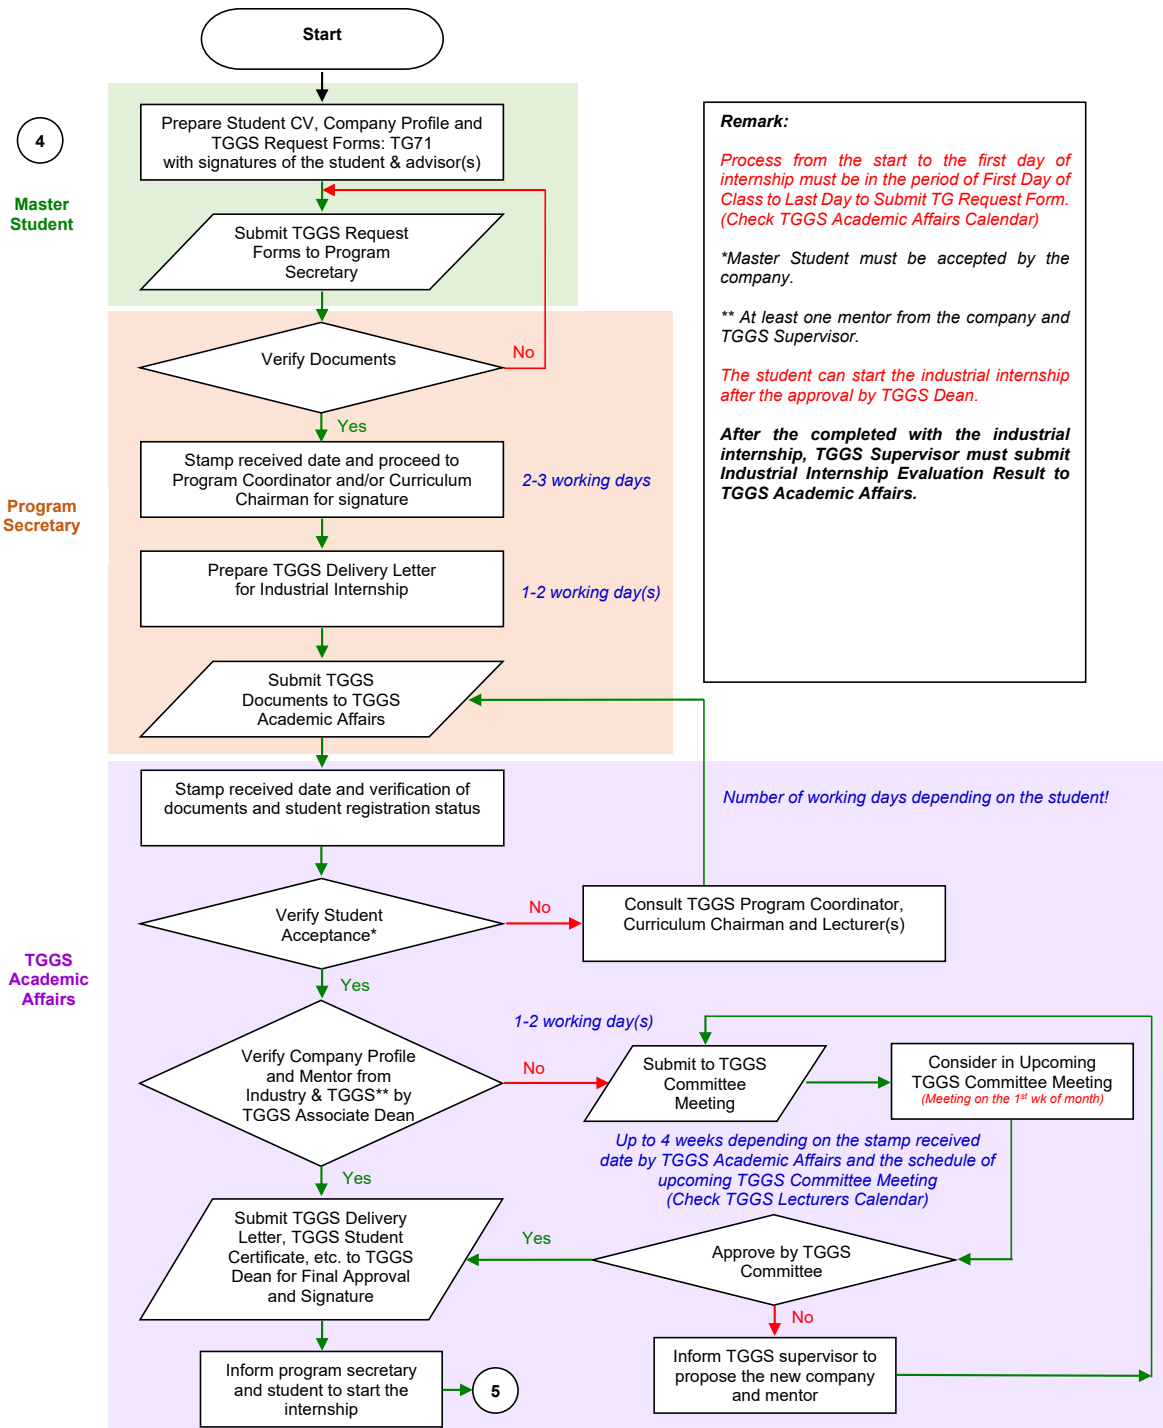 Start
4
Master
Student
Prepare Student CV, Company Profile and
TGGS Request Forms: TG71
with signatures of the student & advisor(s)
Submit TGGS Request
Forms to Program
Secretary
Remark:
Process from the start to the first day of
internship must be in the period of First Day of
Class to Last Day to Submit TG Request Form.
(Check TGGS Academic Affairs Calendar)
*Master Student must be accepted by the
company.
** At least one mentor from the company and
TGGS Supervisor.
The student can start the industrial internship
after the approval by TGGS Dean.
After the completed with the industrial
internship, TGGS Supervisor must submit
Industrial Internship Evaluation Result to
TGGS Academic Affairs.
Program
Secretary
Verify Documents
No
Yes
Stamp received date and proceed to
Program Coordinator and/or Curriculum
Chairman for signature
2-3 working days
Prepare TGGS Delivery Letter
for Industrial Internship
1-2 working day(s)
Submit TGGS
Documents to TGGS
Academic Affairs
TGGS
Academic
Affairs
Stamp received date and verification of
documents and student registration status
Number of working days depending on the student!
Verify Student
Acceptance*
No
Consult TGGS Program Coordinator,
Curriculum Chairman and Lecturer(s)
Yes
1-2 working day(s)
Verify Company Profile
and Mentor from
Industry & TGGS** by
TGGS Associate Dean
No
Submit to TGGS
Committee
Meeting
Consider in Upcoming
TGGS Committee Meeting
(Meeting on the 1st wk of month)
Up to 4 weeks depending on the stamp received
date by TGGS Academic Affairs and the schedule of
upcoming TGGS Committee Meeting
(Check TGGS Lecturers Calendar)
Yes
Submit TGGS Delivery
Letter, TGGS Student
Certificate, etc. to TGGS
Dean for Final Approval
and Signature
Yes
Approve by TGGS
Committee
No
Inform TGGS supervisor to
propose the new company
and mentor
Inform program secretary
and student to start the
internship
5